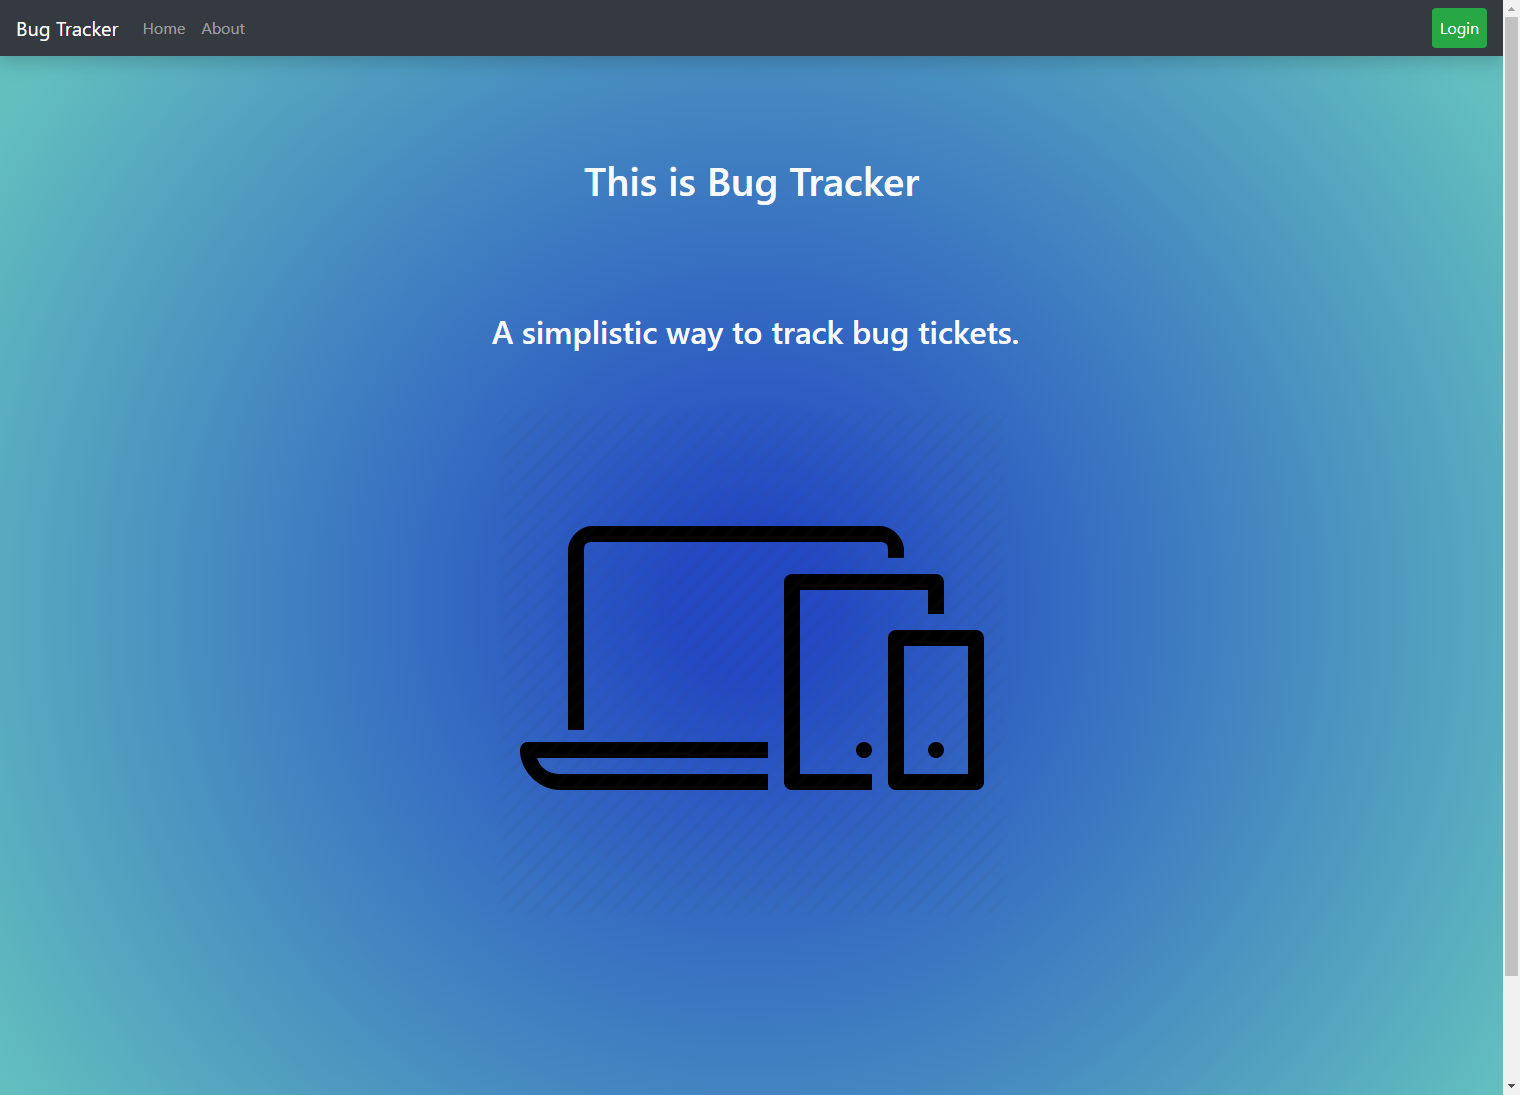 Bug Tracker Home About Login
This is Bug Tracker
A simplistic way to track bug tickets.